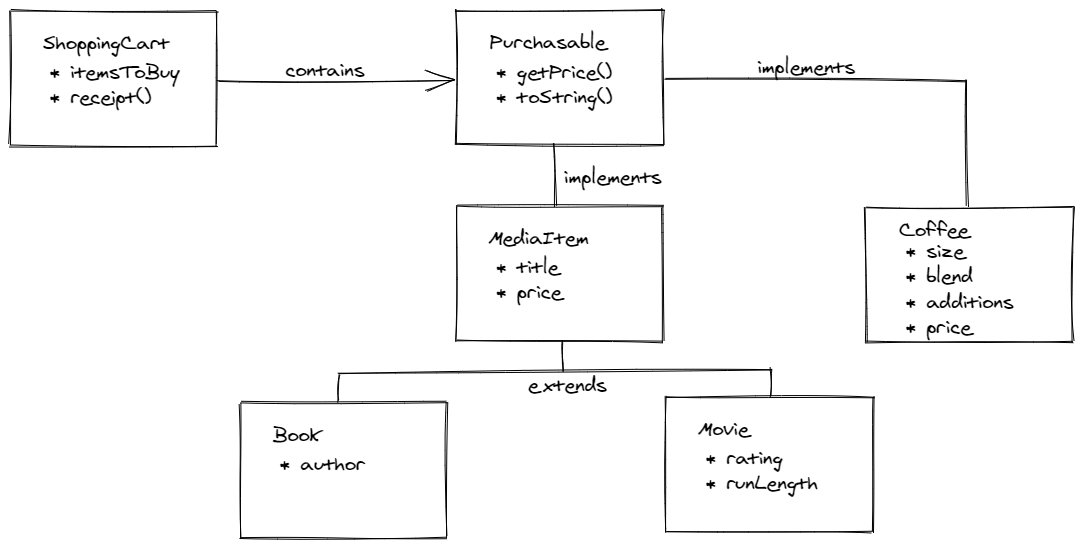 ShoppingCart
* itemsToBuy
* receipt()
contains
Purchasable
* getPrice()
* toString()
implements
implements
MediaItem
* title
* price
Coffee
* size
* blend
* additions
* price
extends
Book
* author
Movie
* rating
* runLength